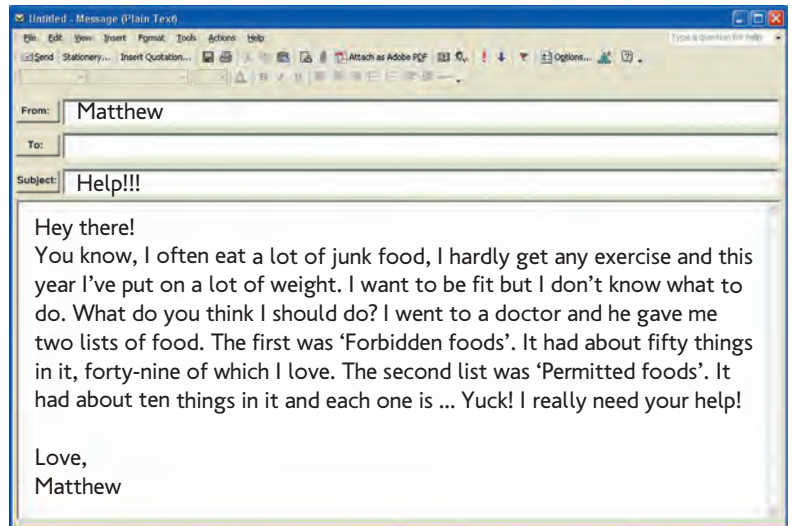 Untitled - Message (Plain Text)
File Edit View Insert Format Tools Actions Help
Type a question for help
Send Stationery... Insert Quotation... Attach as Adobe PDF Options...
From: Matthew
To:
Subject: Help!!!
Hey there!
You know, I often eat a lot of junk food, I hardly get any exercise and this
year I’ve put on a lot of weight. I want to be fit but I don’t know what to
do. What do you think I should do? I went to a doctor and he gave me
two lists of food. The first was ‘Forbidden foods’. It had about fifty things
in it, forty-nine of which I love. The second list was ‘Permitted foods’. It
had about ten things in it and each one is ... Yuck! I really need your help!
Love,
Matthew